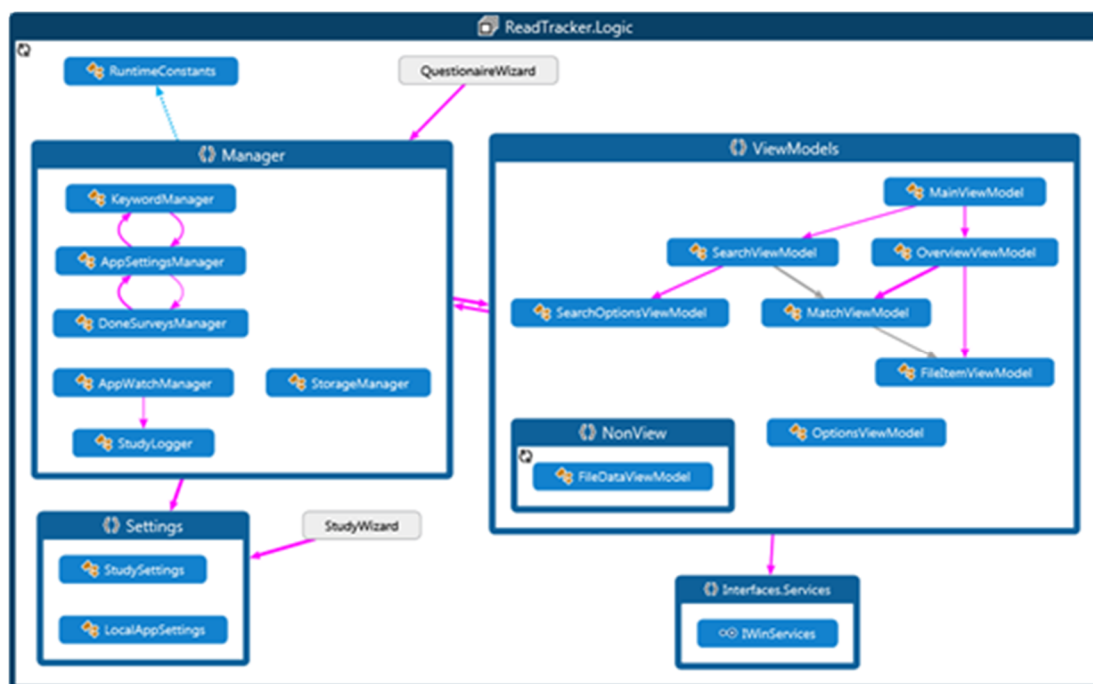 ReadTracker.Logic
RuntimeConstants
QuestionaireWizard
Manager
KeywordManager
AppSettingsManager
DoneSurveysManager
AppWatchManager
StorageManager
StudyLogger
ViewModels
MainViewModel
SearchViewModel
OverviewViewModel
SearchOptionsViewModel
MatchViewModel
FileItemViewModel
NonView
OptionsViewModel
FileDataViewModel
Settings
StudyWizard
StudySettings
LocalAppSettings
Interfaces.Services
IWinServices